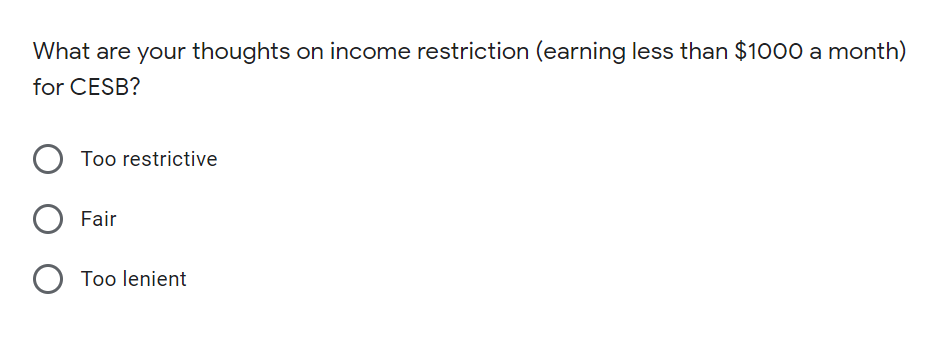 What are your thoughts on income restriction (earning less than $1000 a month)
for CESB?
Too restrictive
Fair
Too lenient